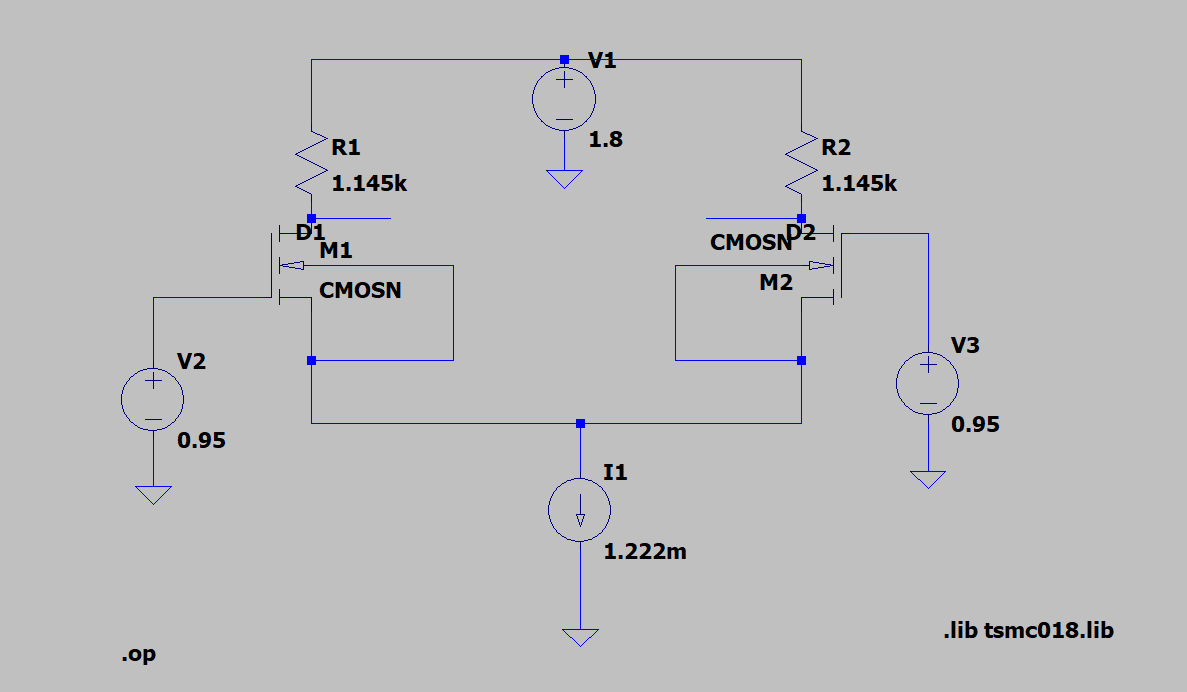 V1
1.8
R1
1.145k
R2
1.145k
D1
M1
CMOSN
D2
CMOSN
M2
V2
0.95
V3
0.95
I1
1.222m
.op
.lib tsmc018.lib